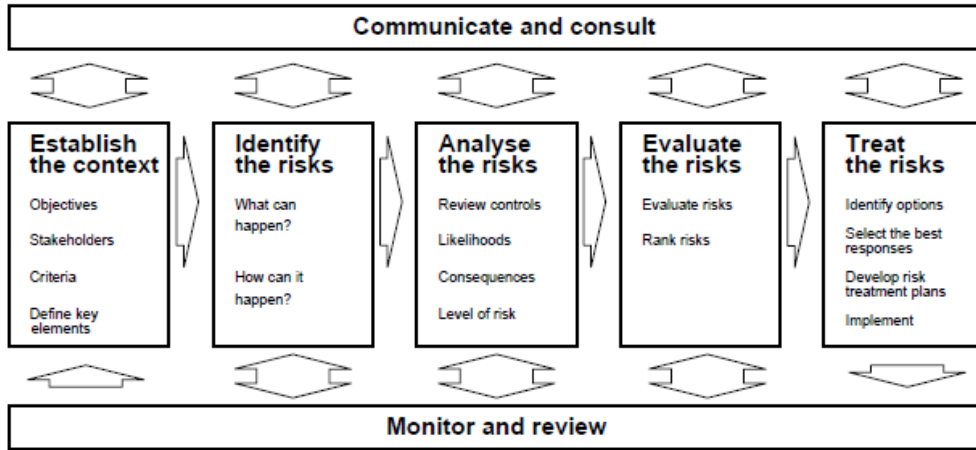 Communicate and consult
Establish
the context
Objectives
Stakeholders
Criteria
Define key
elements
Identify
the risks
What can
happen?
How can it
happen?
Analyse
the risks
Review controls
Likelihoods
Consequences
Level of risk
Evaluate
the risks
Evaluate risks
Rank risks
Treat
the risks
Identify options
Select the best
responses
Develop risk
treatment plans
Implement
Monitor and review